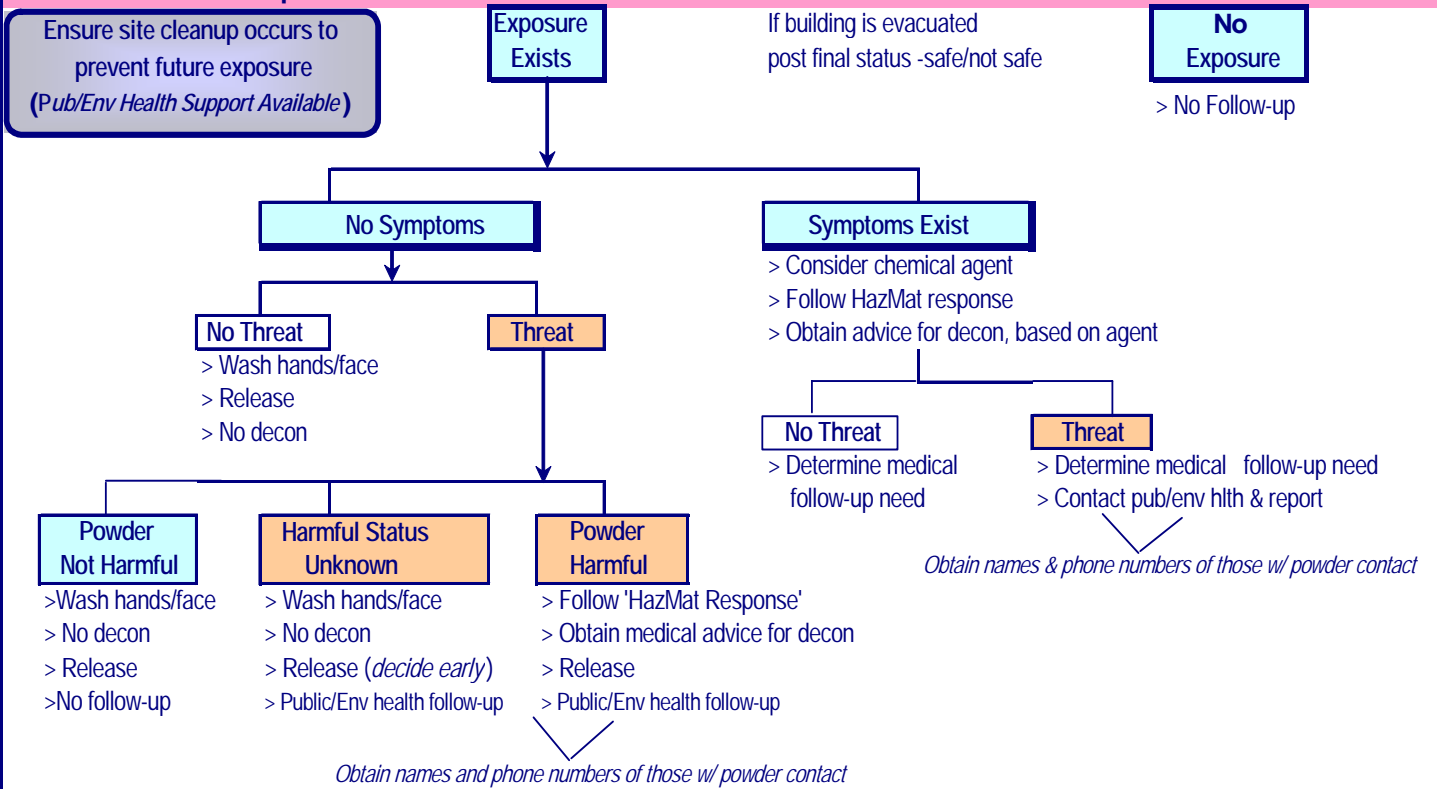 Ensure site cleanup occurs to
prevent future exposure
(Pub/Env Health Support Available)
Exposure
Exists
If building is evacuated
post final status -safe/not safe
No
Exposure
> No Follow-up
No Symptoms
Symptoms Exist
> Consider chemical agent
> Follow HazMat response
> Obtain advice for decon, based on agent
No Threat
> Wash hands/face
> Release
> No decon
Threat
No Threat
> Determine medical
follow-up need
Threat
> Determine medical follow-up need
> Contact pub/env hlth & report
Obtain names & phone numbers of those w/ powder contact
Powder
Not Harmful
>Wash hands/face
> No decon
> Release
>No follow-up
Harmful Status
Unknown
> Wash hands/face
> No decon
> Release (decide early)
> Public/Env health follow-up
Powder
Harmful
> Follow 'HazMat Response'
> Obtain medical advice for decon
> Release
> Public/Env health follow-up
Obtain names and phone numbers of those w/ powder contact